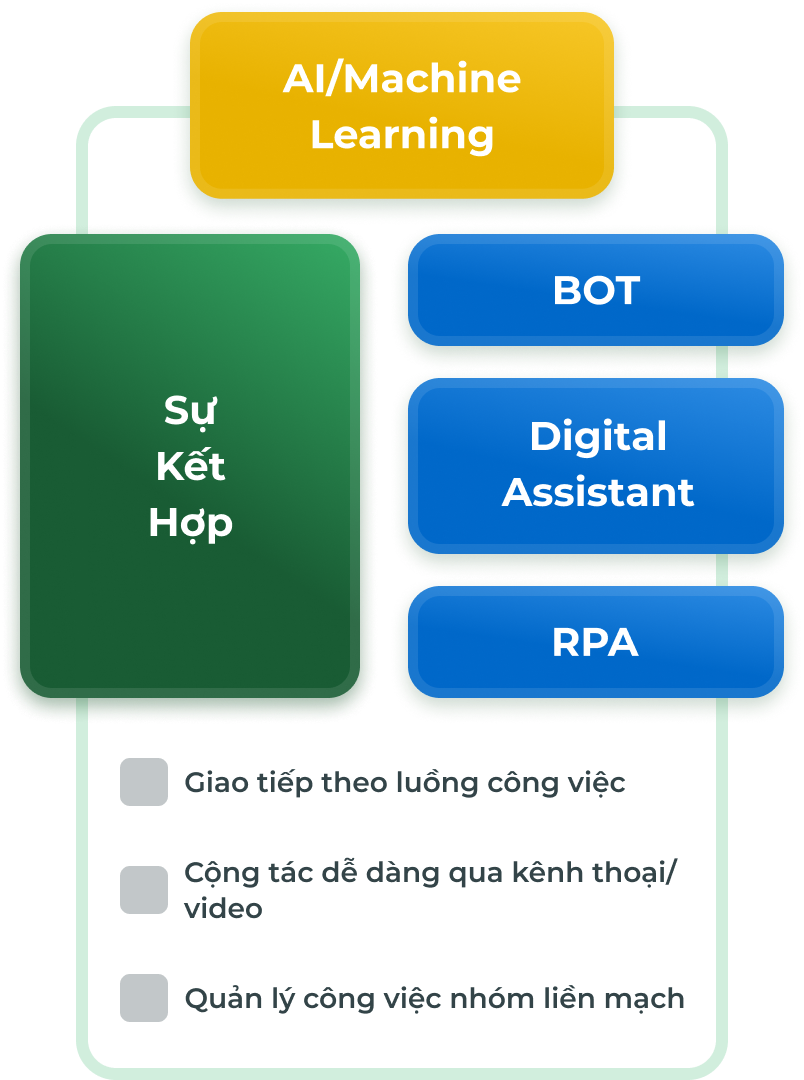 AI/Machine
Learning
Sự
Kết
Hợp
BOT
Digital
Assistant
RPA
Giao tiếp theo luồng công việc
Cộng tác dễ dàng qua kênh thoại/
video
Quản lý công việc nhóm liền mạch